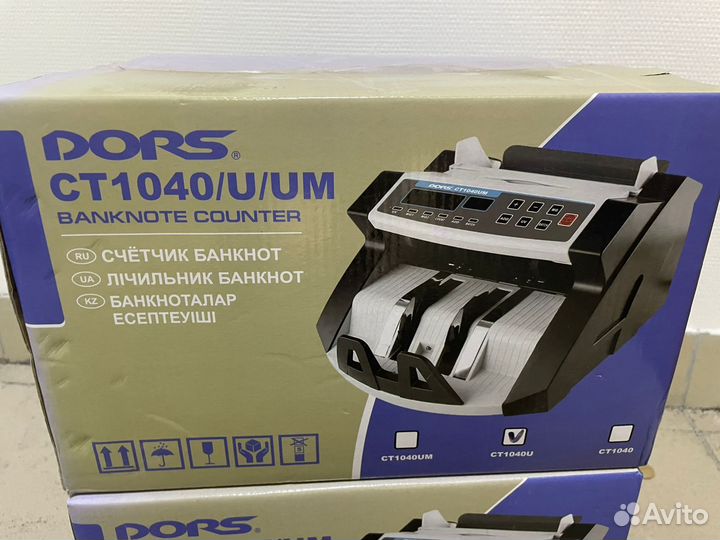 DORS®
CT1040/U/UM
BANKNOTE COUNTER
RU СЧЁТЧИК БАНКНОТ
UA ЛІЧИЛЬНИК БАНКНОТ
KZ БАНКНОТАЛАР
ЕСЕПТЕУІШІ
DORS CT1040UM
CT1040UM
CT1040U
CT1040
DORS®
Avito